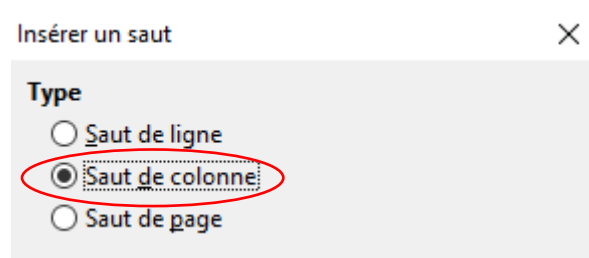 Insérer un saut
Type
Saut de ligne
Saut de colonne
Saut de page